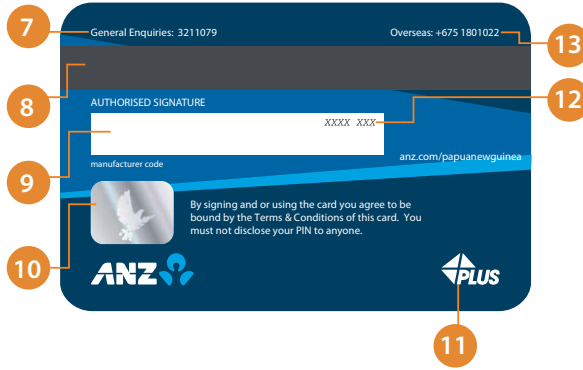 7
General Enquiries: 3211079
Overseas: +675 1801022
13
8
12
AUTHORISED SIGNATURE
XXXX XXX
9
manufacturer code
anz.com/papuanewguinea
10
By signing and or using the card you agree to be
bound by the Terms & Conditions of this card. You
must not disclose your PIN to anyone.
ANZ
PLUS
11